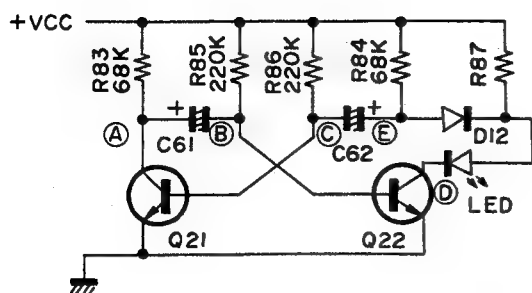 +VCC
R83
68K
R85
220K
R86
220K
R84
68K
R87
+
+
A
B
C
E
C61
C62
D12
D
LED
Q21
Q22